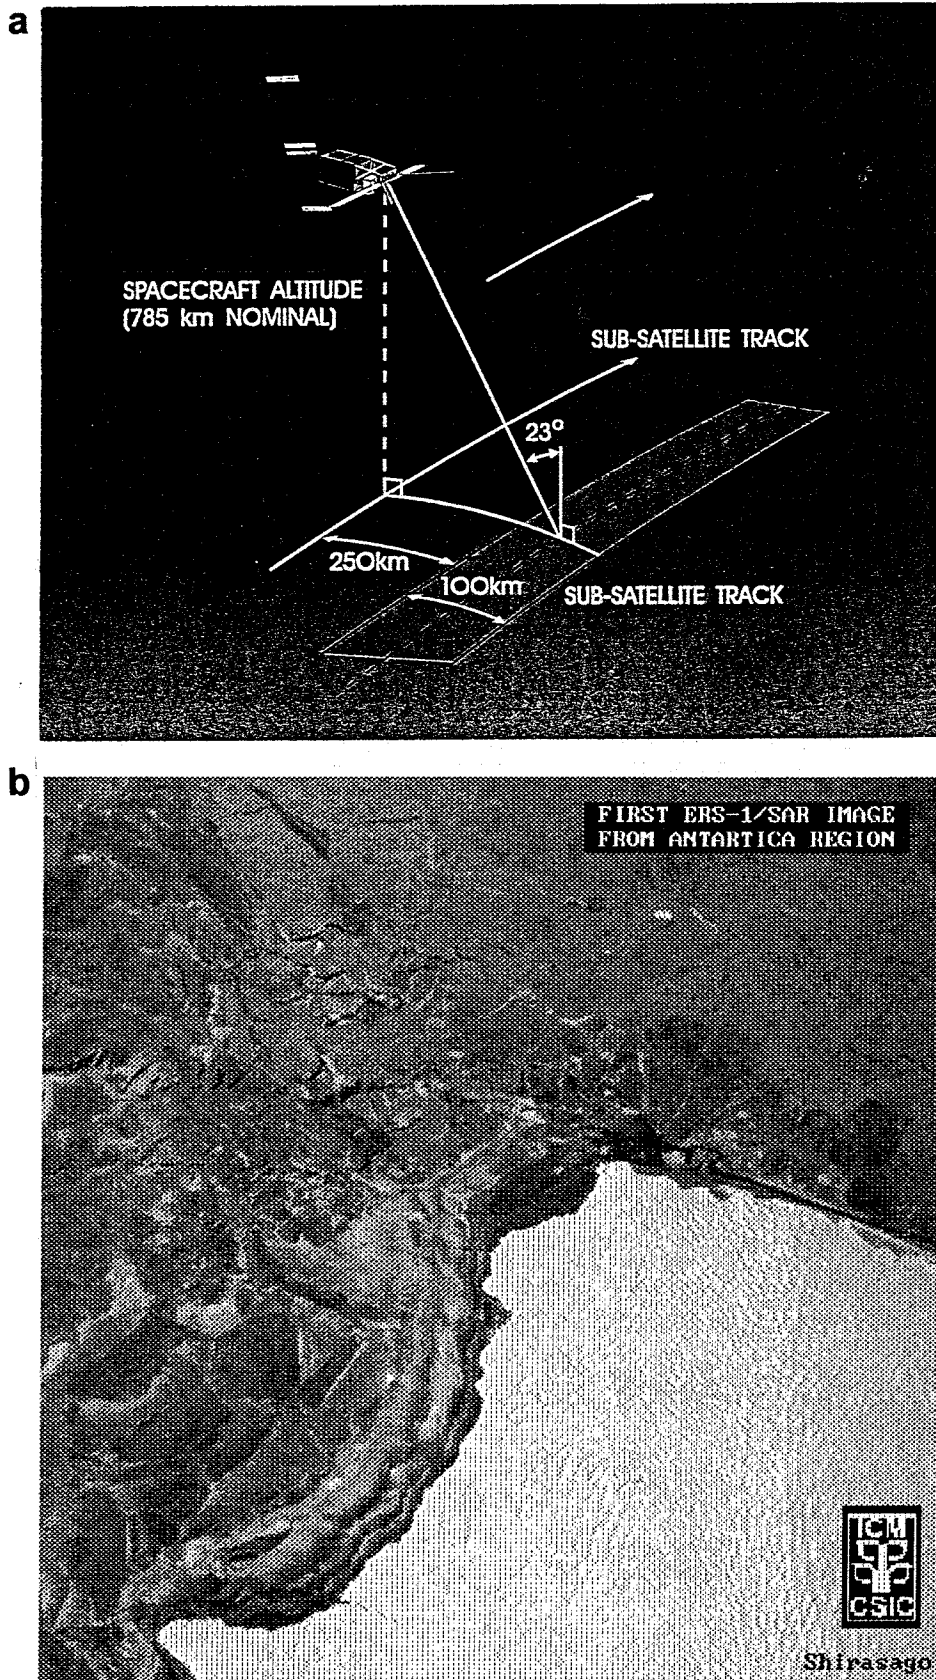 a
SPACECRAFT ALTITUDE
(785 km NOMINAL)
SUB-SATELLITE TRACK
23°
250km
100km
SUB-SATELLITE TRACK
b
FIRST ERS-1/SAR IMAGE
FROM ANTARTICA REGION
ICM
CSIC
Shirasago